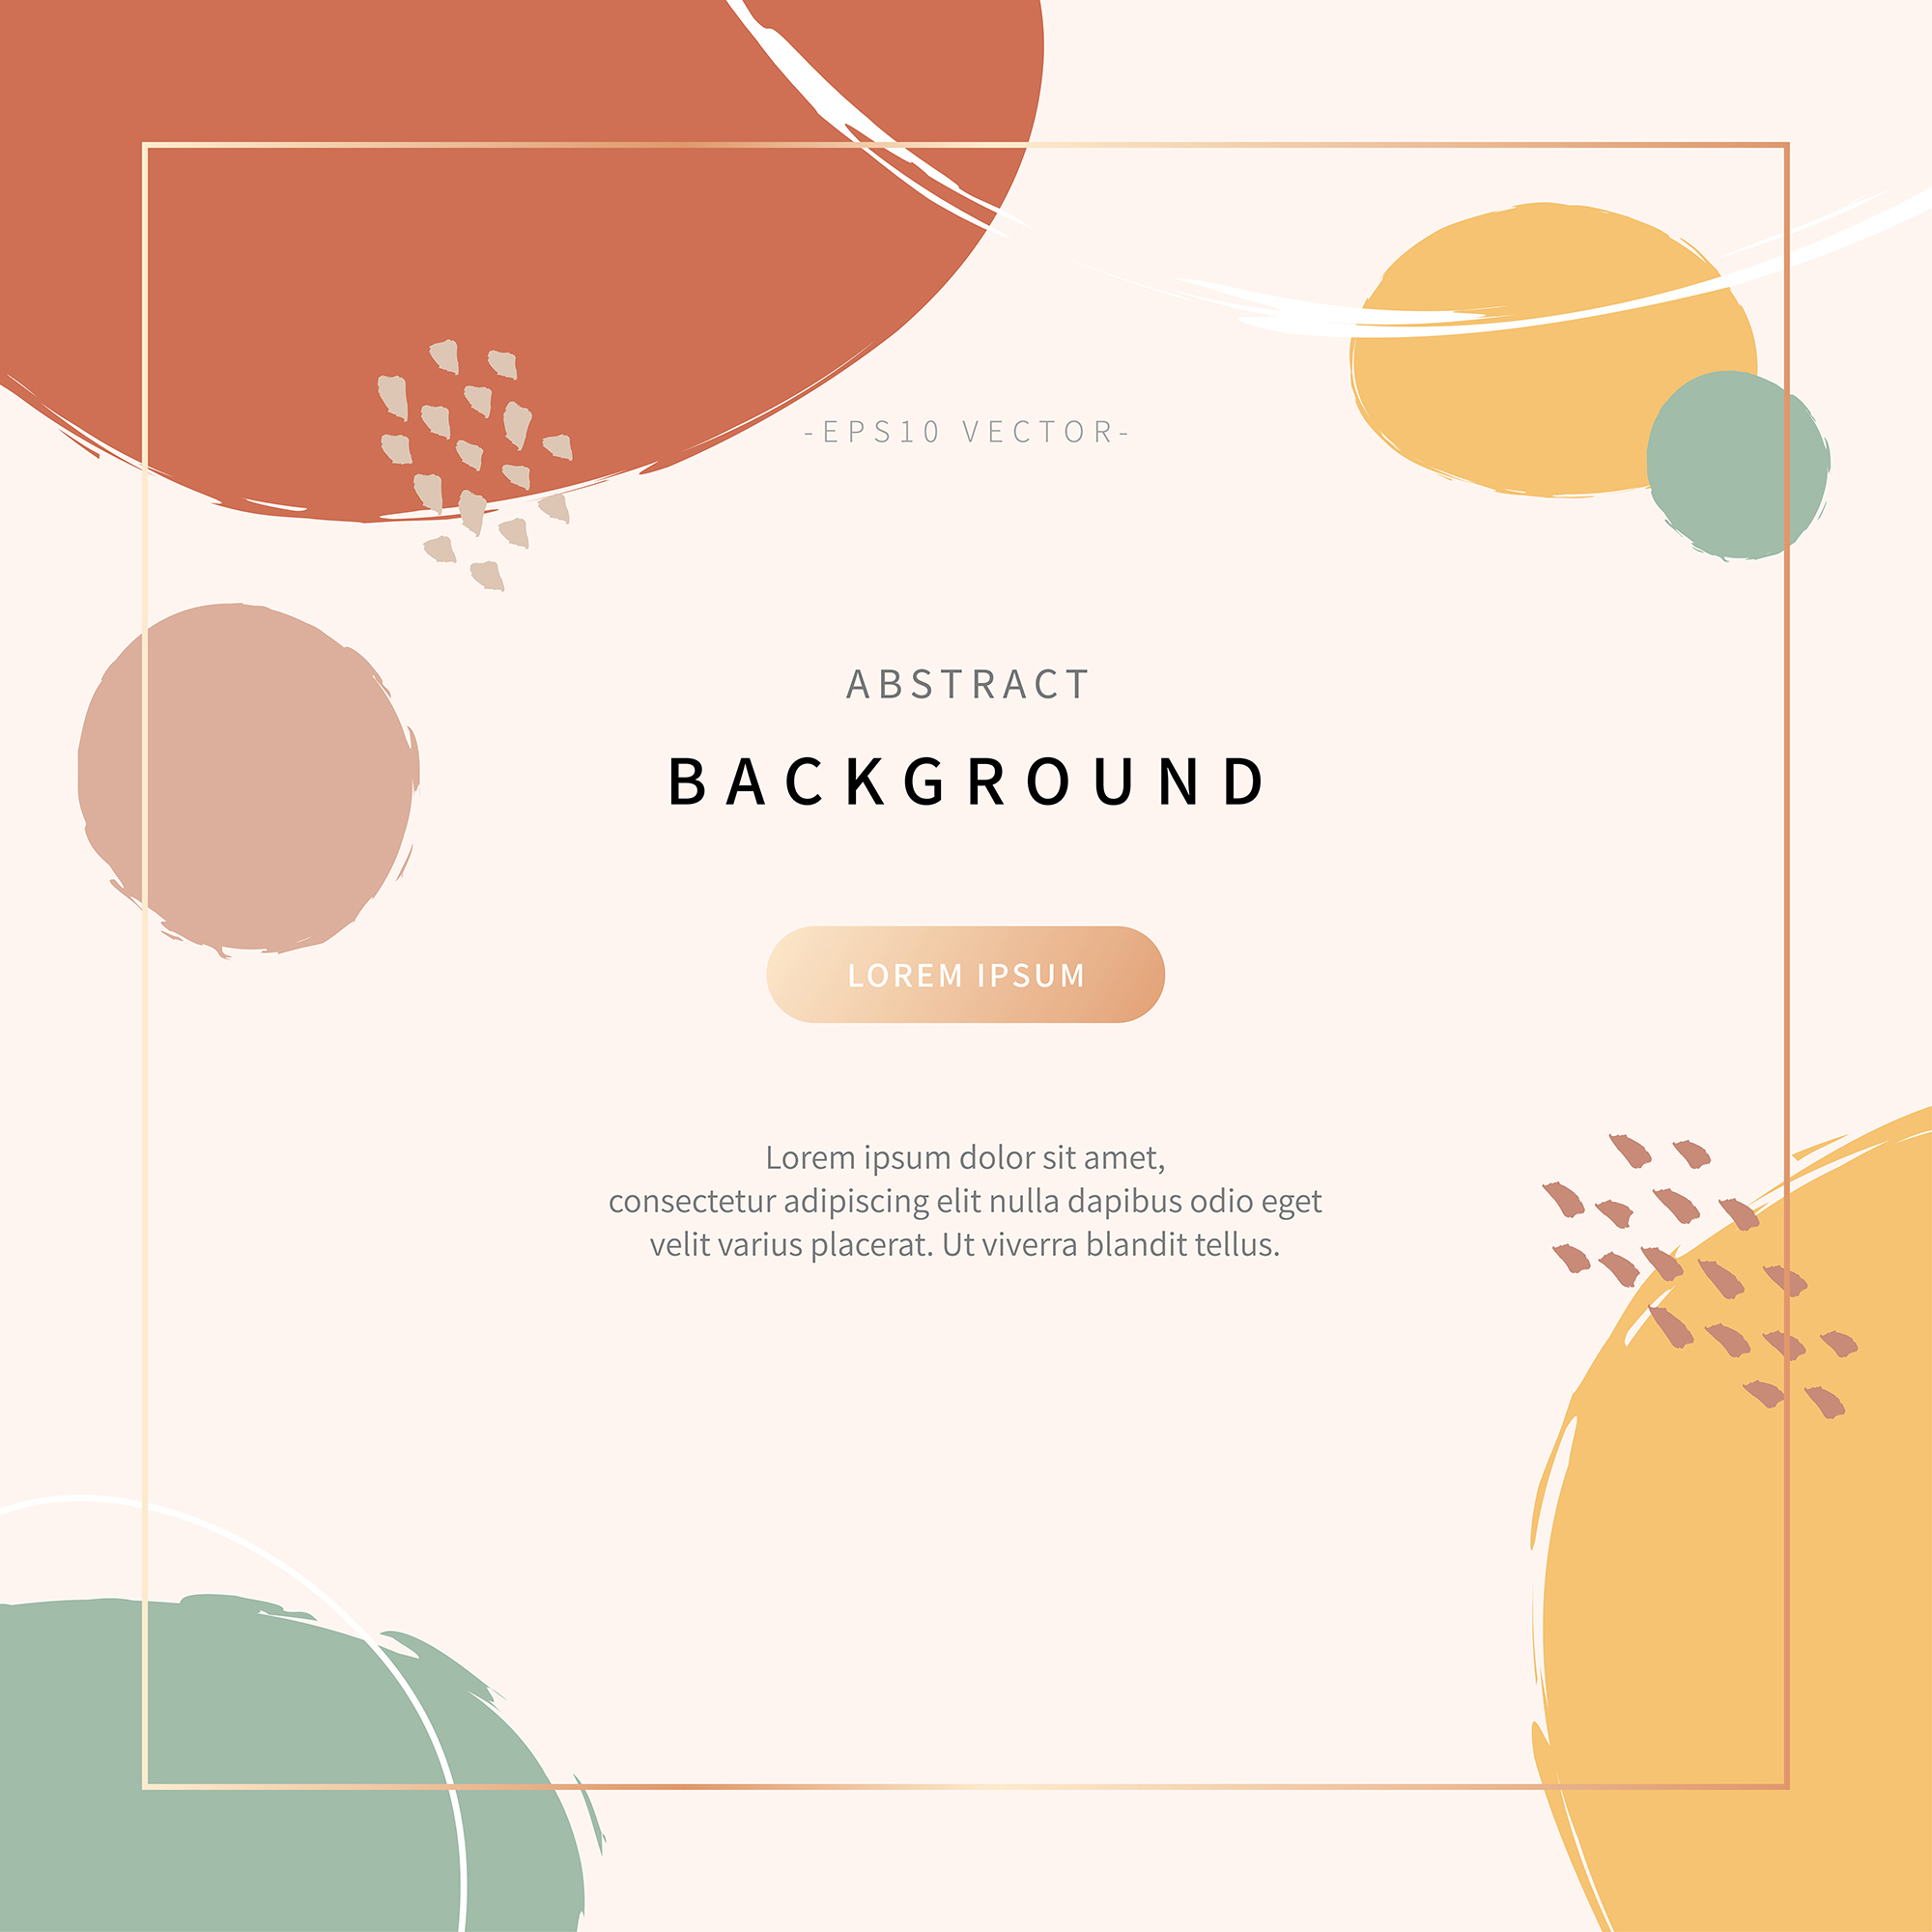 -EPS10 VECTOR-
ABSTRACT
BACKGROUND
LOREM IPSUM
Lorem ipsum dolor sit amet,
consectetur adipiscing elit nulla dapibus odio eget
velit varius placerat. Ut viverra blandit tellus.